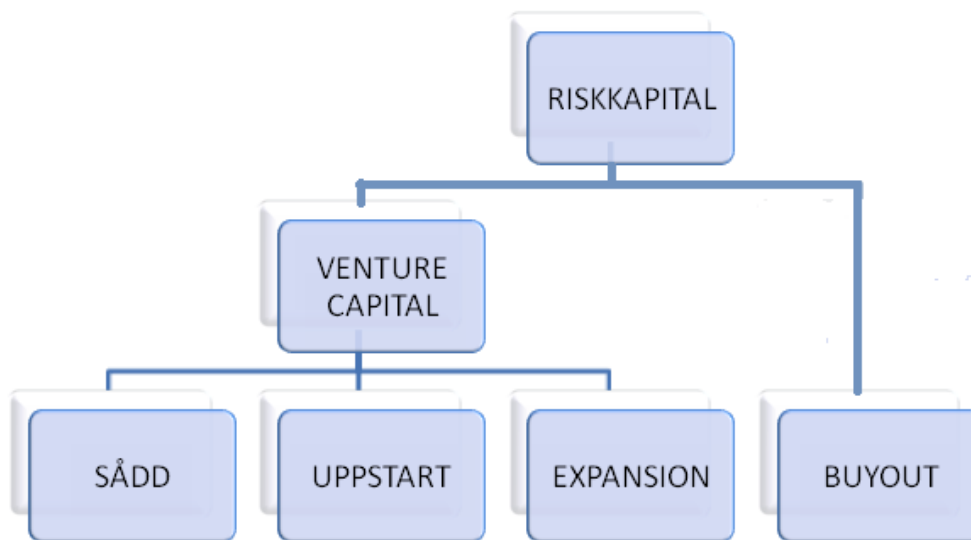 RISKKAPITAL
VENTURE
CAPITAL
SÅDD
UPPSTART
EXPANSION
BUYOUT